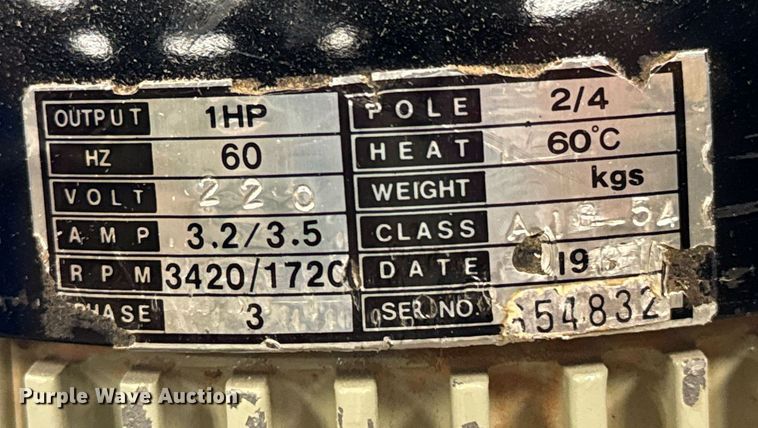 OUTPUT 1HP POLE 2/4
HZ 60 HEAT 60°C
VOLT 220 WEIGHT kgs
AMP 3.2/3.5 CLASS
RPM 3420/1720 DATE 19
PHASE 3 SER.NO. 54832
Purple Wave Auction